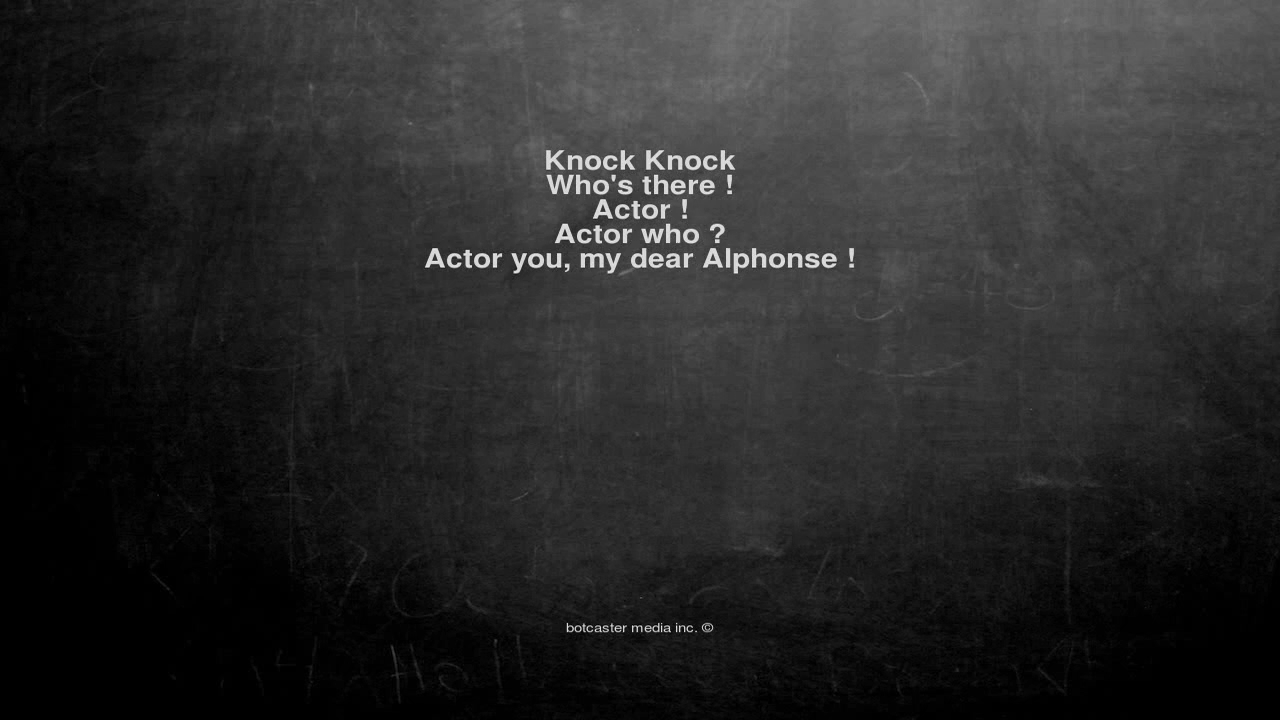 Knock Knock
Who's there !
Actor !
Actor who ?
Actor you, my dear Alphonse !
botcaster media inc. ©